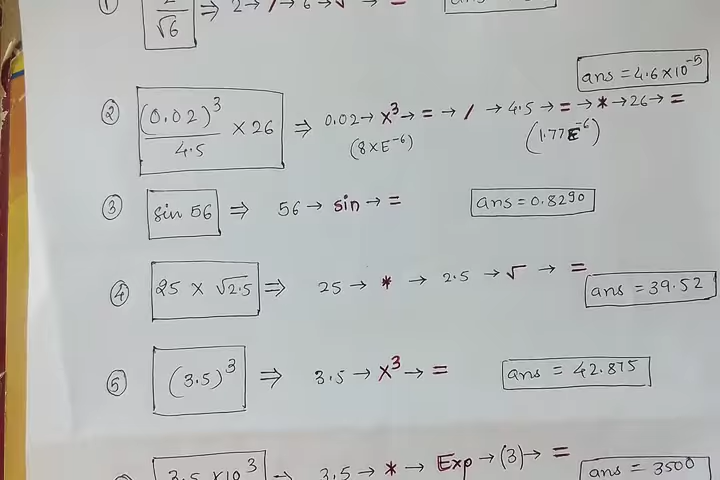 ① 2/√6 ⇒ 2 → / → 6 → √ → =
ans = 4.6×10⁻⁵
② (0.02)³/4.5 × 26 ⇒ 0.02 → x³ → = → / → 4.5 → = → * → 26 → =
(8×E⁻⁶) (1.77E⁻⁶)
③ sin 56 ⇒ 56 → sin → = ans = 0.8290
④ 25 × √2.5 ⇒ 25 → * → 2.5 → √ → = ans = 39.52
⑤ (3.5)³ ⇒ 3.5 → x³ → = ans = 42.875
3.5 ×10³ ⇒ 3.5 → * → Exp → (3) → = ans = 3500